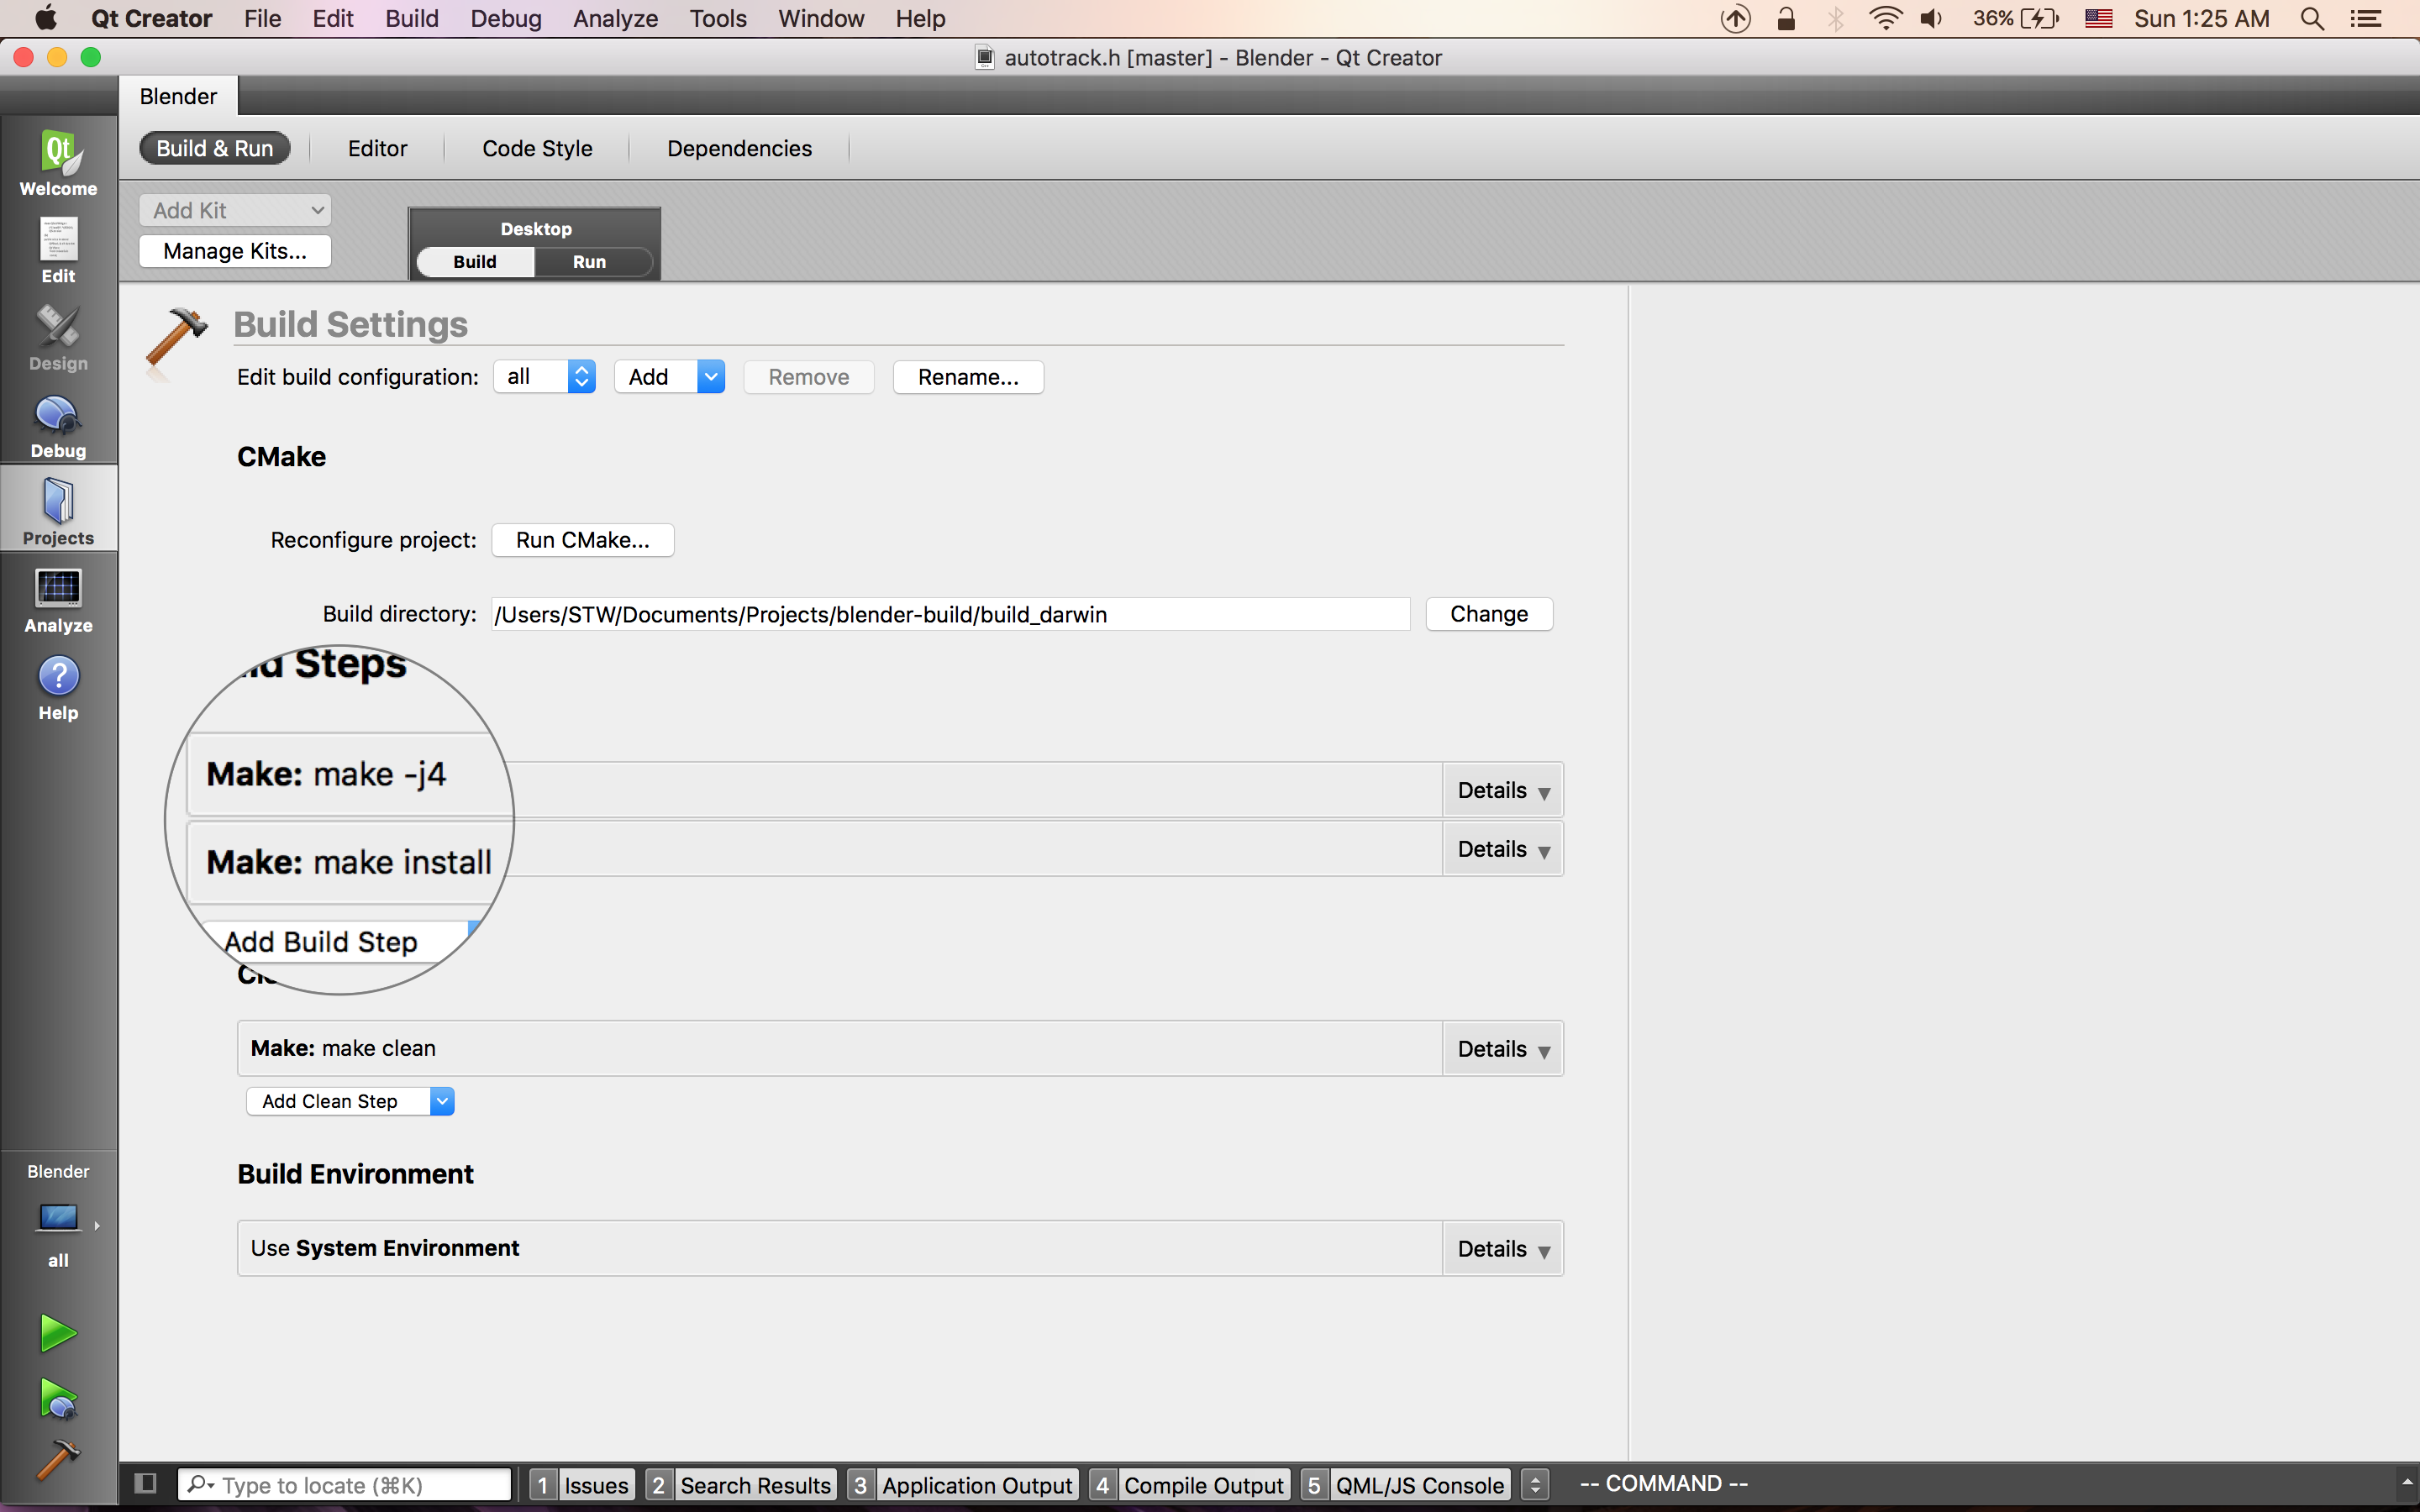 Qt Creator File Edit Build Debug Analyze Tools Window Help 36% Sun 1:25 AM
autotrack.h [master] - Blender - Qt Creator
Blender
Build & Run Editor Code Style Dependencies
Qt
Welcome
Edit
Design
Debug
Projects
Analyze
?
Help
Add Kit
Manage Kits...
Desktop
Build Run
Build Settings
Edit build configuration: all Add Remove Rename...
CMake
Reconfigure project: Run CMake...
Build directory: /Users/STW/Documents/Projects/blender-build/build_darwin Change
Steps
Make: make -j4 Details
Make: make install Details
Add Build Step
Make: make clean Details
Add Clean Step
Build Environment
Use System Environment Details
Blender
all
Type to locate (⌘K) 1 Issues 2 Search Results 3 Application Output 4 Compile Output 5 QML/JS Console -- COMMAND --